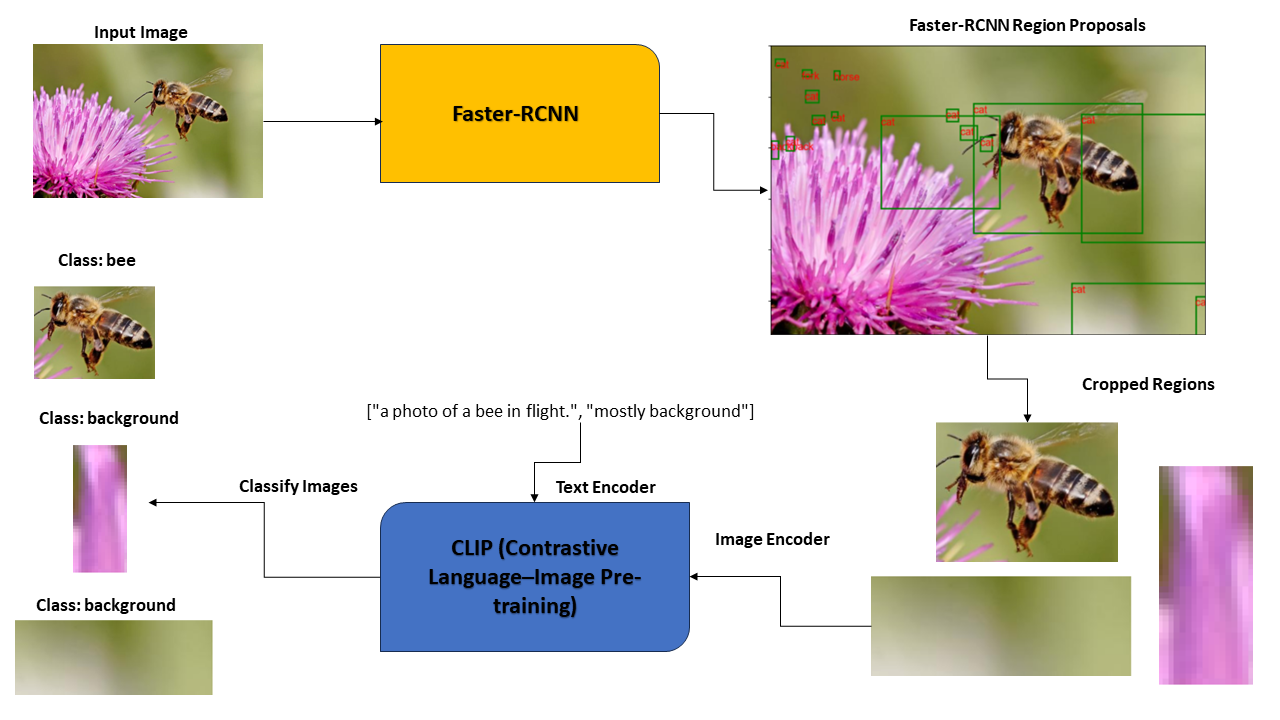 Input Image
Faster-RCNN
Faster-RCNN Region Proposals
cat
horse
cat
cat
cat
cat
cat
cat
cat
cat
cat
cat
cat
Class: bee
Cropped Regions
["a photo of a bee in flight.", "mostly background"]
Class: background
Classify Images
Text Encoder
Image Encoder
CLIP (Contrastive
Language–Image Pre-
training)
Class: background